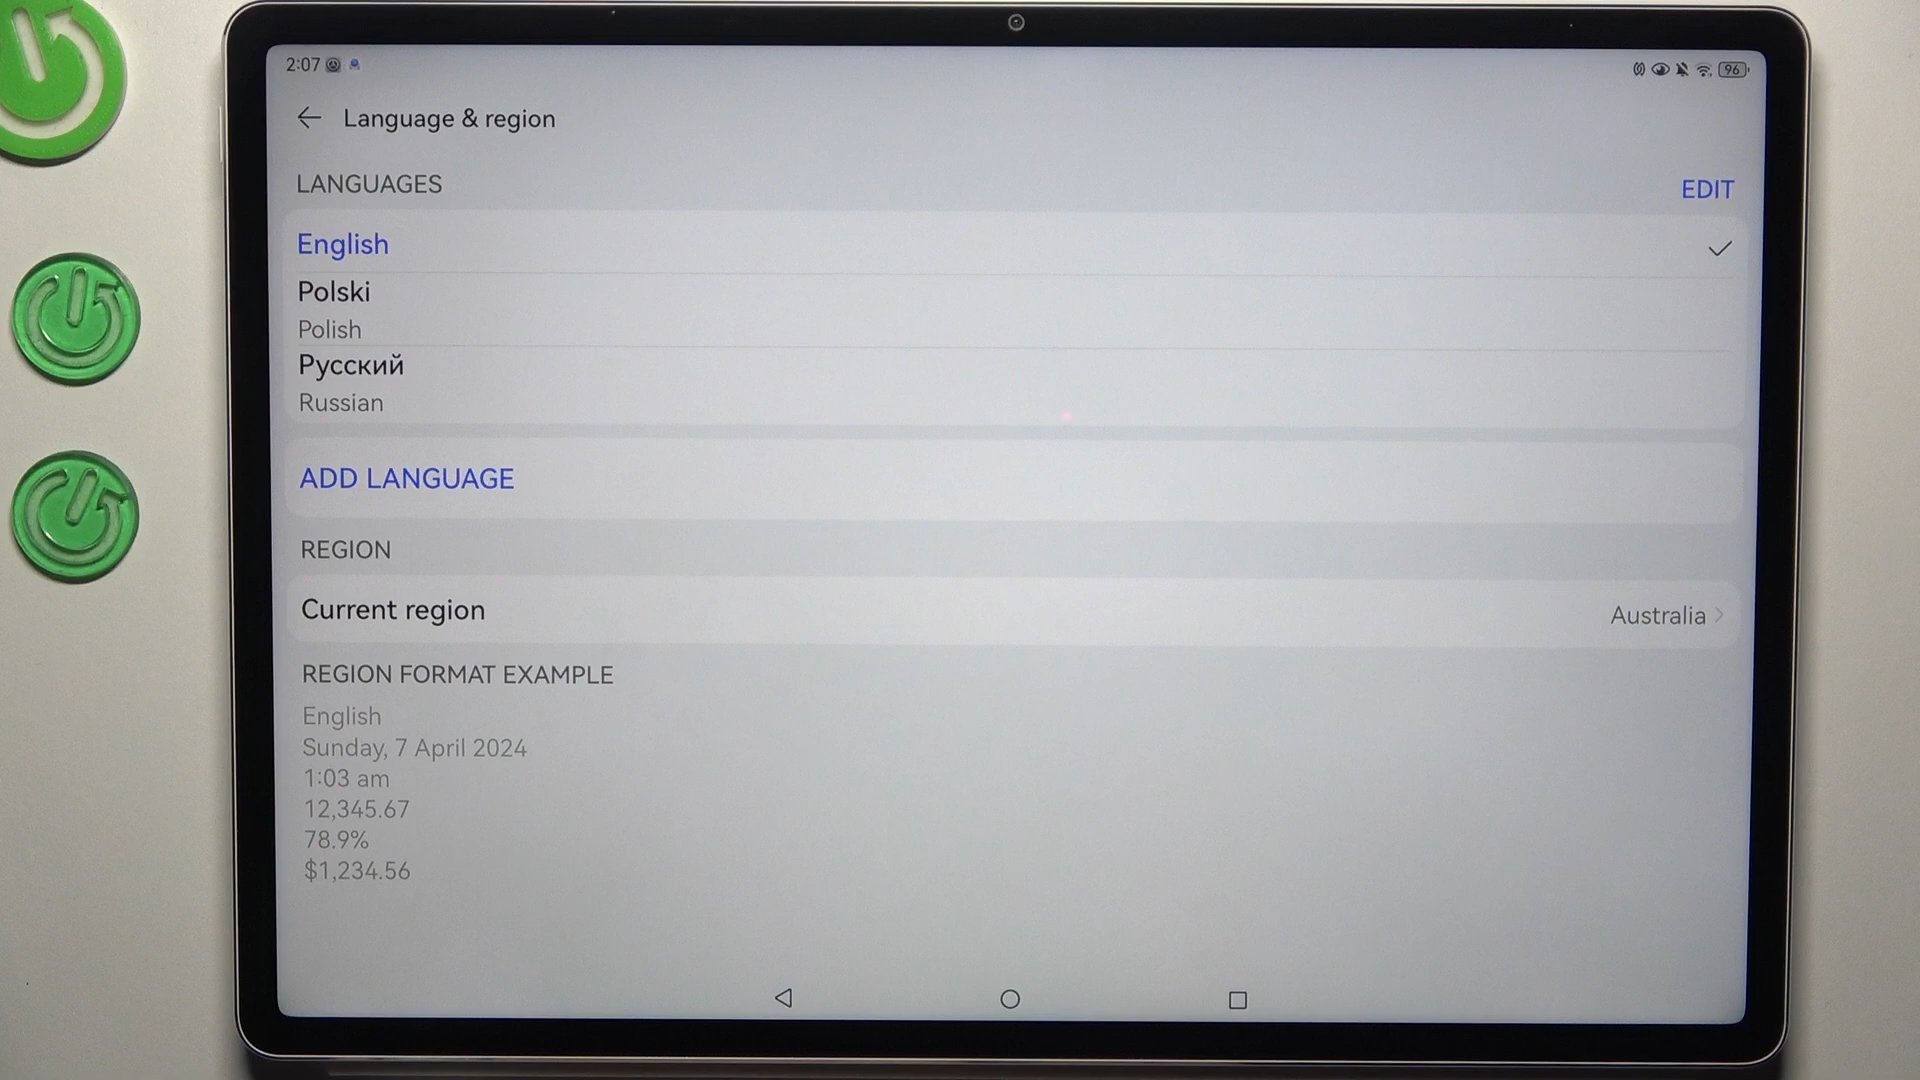 2:07
96
Language & region
LANGUAGES
EDIT
English
Polski
Polish
Русский
Russian
ADD LANGUAGE
REGION
Current region
Australia
REGION FORMAT EXAMPLE
English
Sunday, 7 April 2024
1:03 am
12,345.67
78.9%
$1,234.56